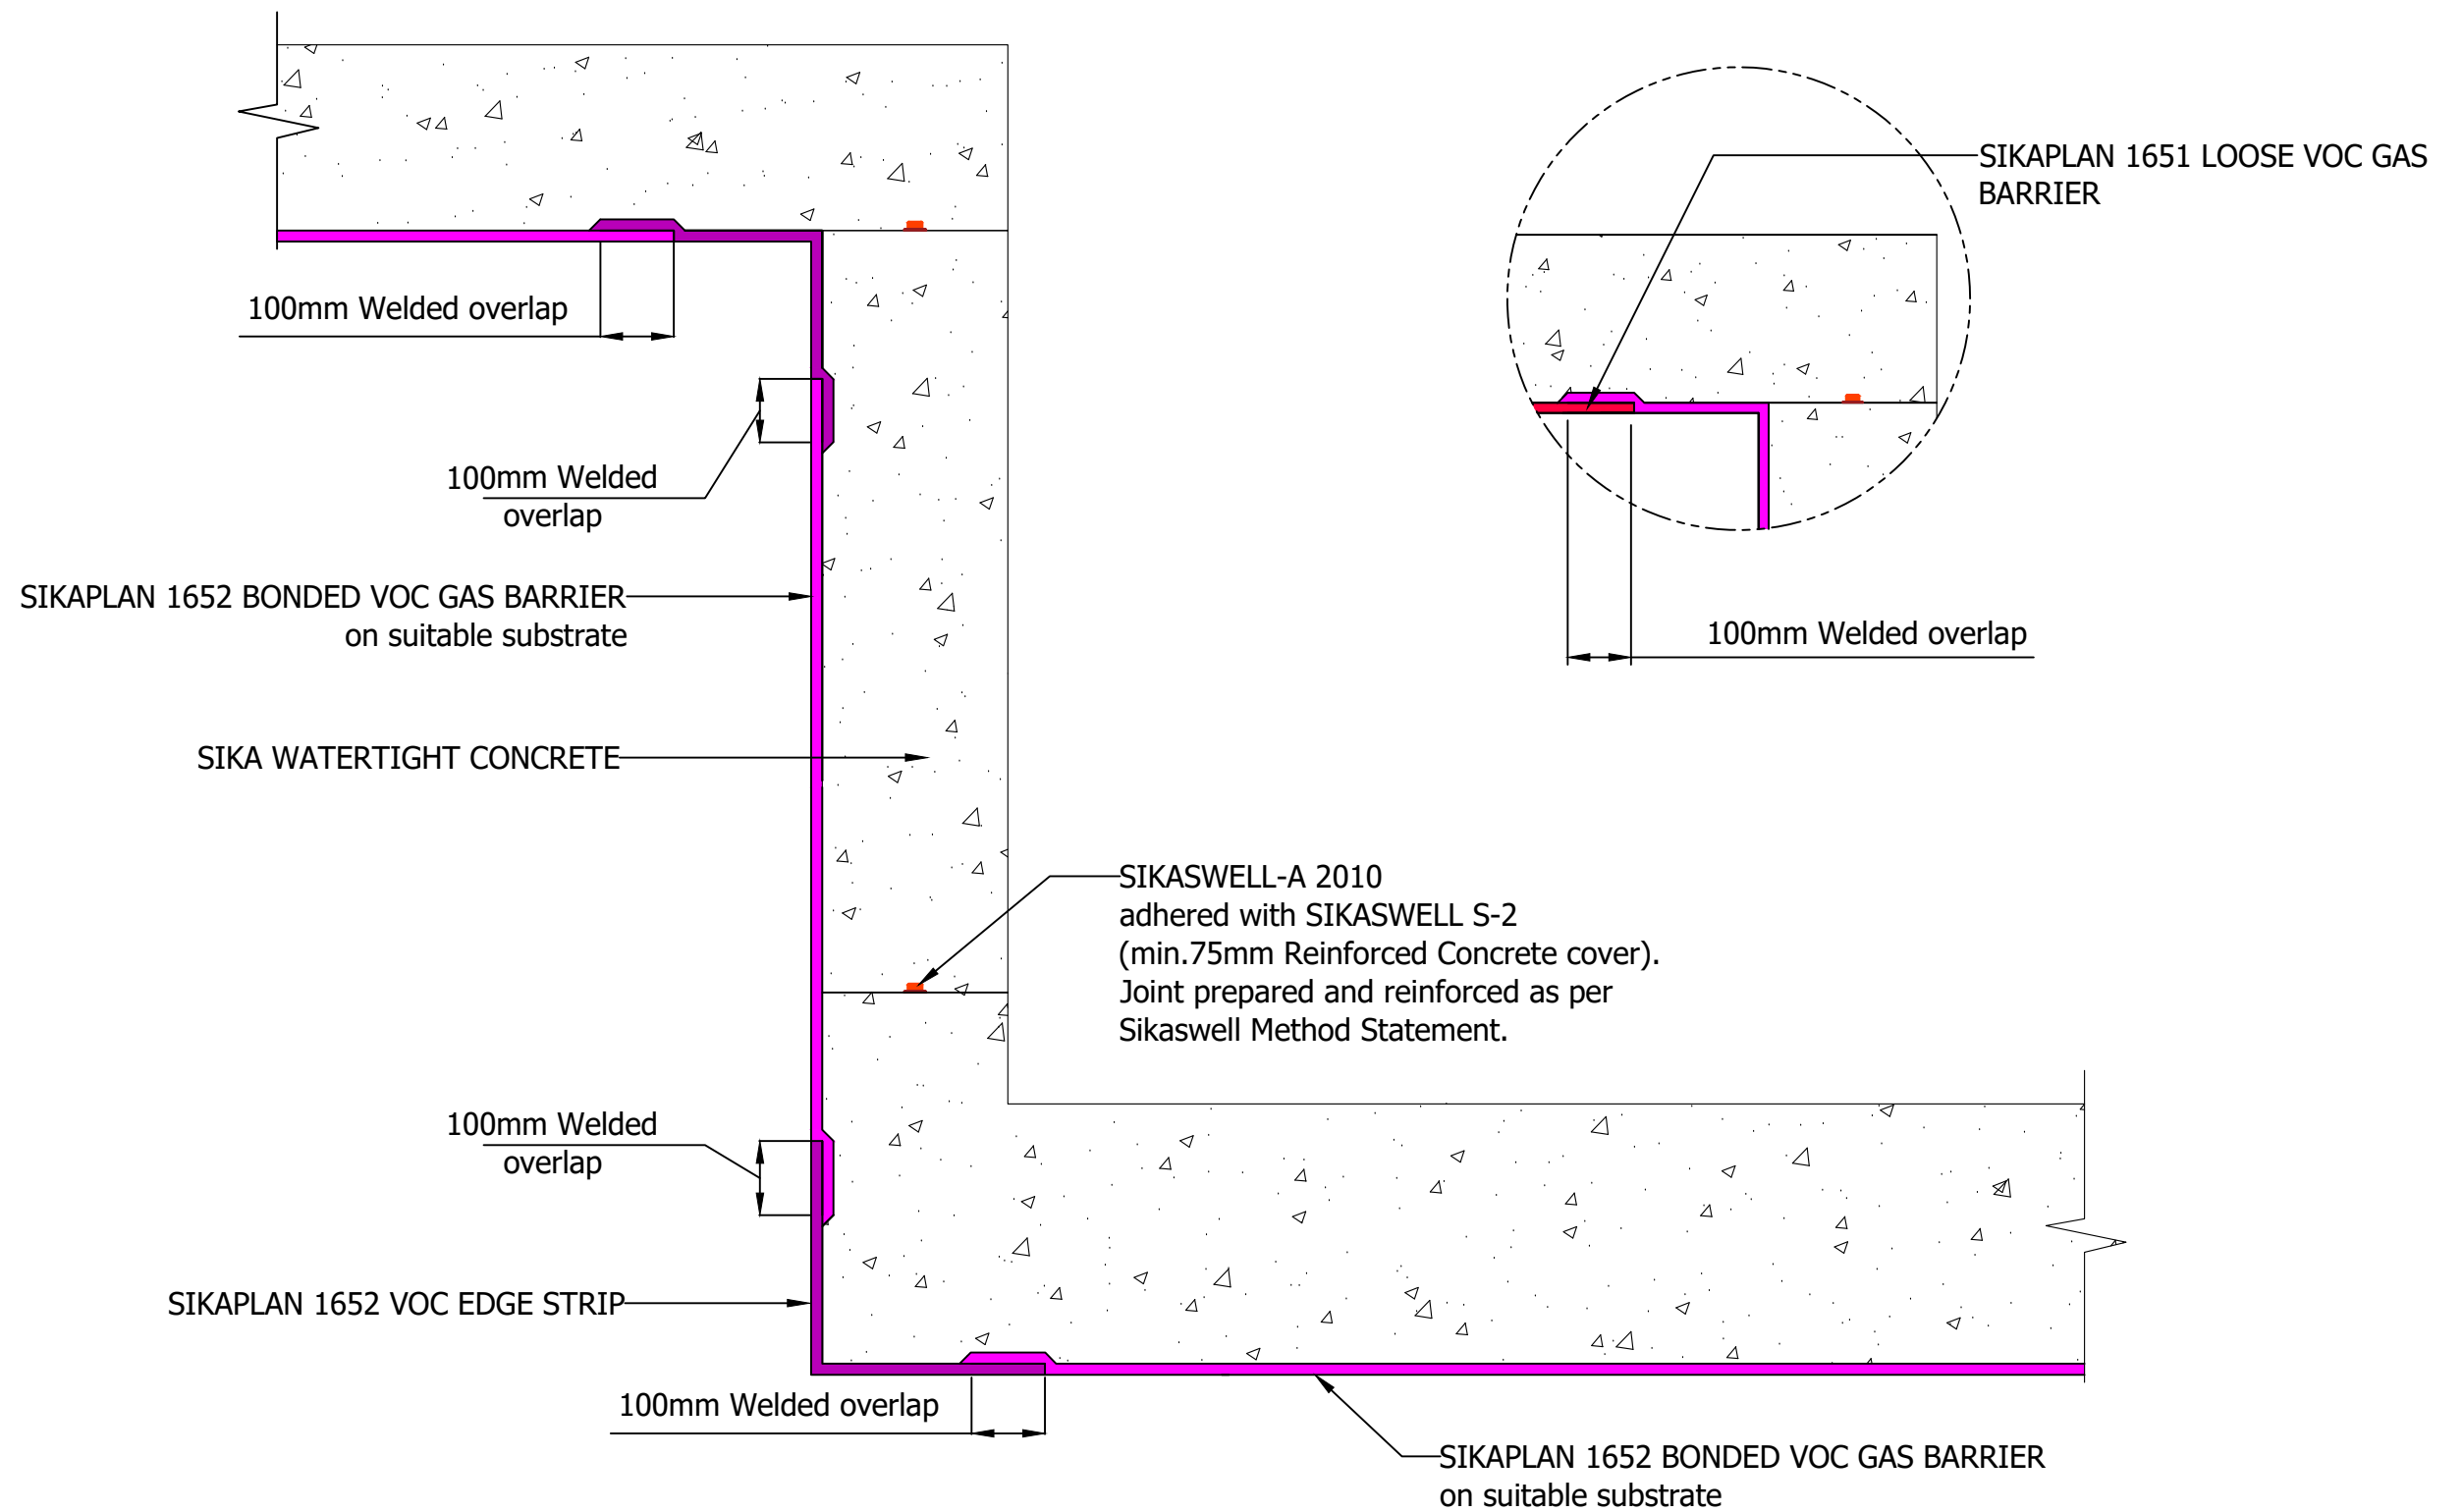 SIKAPLAN 1651 LOOSE VOC GAS
BARRIER
100mm Welded overlap
100mm Welded
overlap
SIKAPLAN 1652 BONDED VOC GAS BARRIER
on suitable substrate
100mm Welded overlap
SIKA WATERTIGHT CONCRETE
SIKASWELL-A 2010
adhered with SIKASWELL S-2
(min.75mm Reinforced Concrete cover).
Joint prepared and reinforced as per
Sikaswell Method Statement.
100mm Welded
overlap
SIKAPLAN 1652 VOC EDGE STRIP
100mm Welded overlap
SIKAPLAN 1652 BONDED VOC GAS BARRIER
on suitable substrate